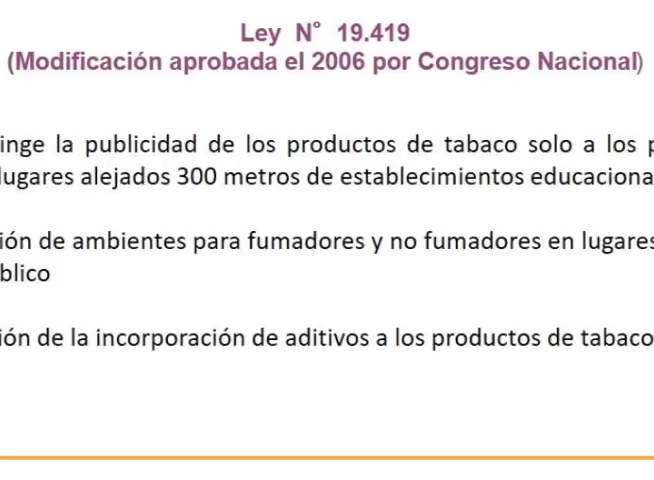 Ley N° 19.419
(Modificación aprobada el 2006 por Congreso Nacional)
inge la publicidad de los productos de tabaco solo a los
lugares alejados 300 metros de establecimientos educaciona
ión de ambientes para fumadores y no fumadores en lugares
blico
ión de la incorporación de aditivos a los productos de tabaco